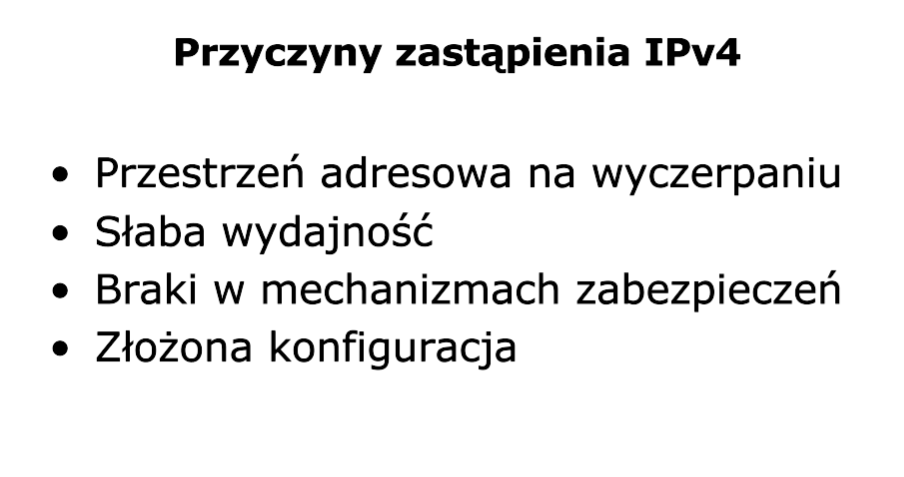 Przyczyny zastąpienia IPv4
• Przestrzeń adresowa na wyczerpaniu
• Słaba wydajność
• Braki w mechanizmach zabezpieczeń
• Złożona konfiguracja